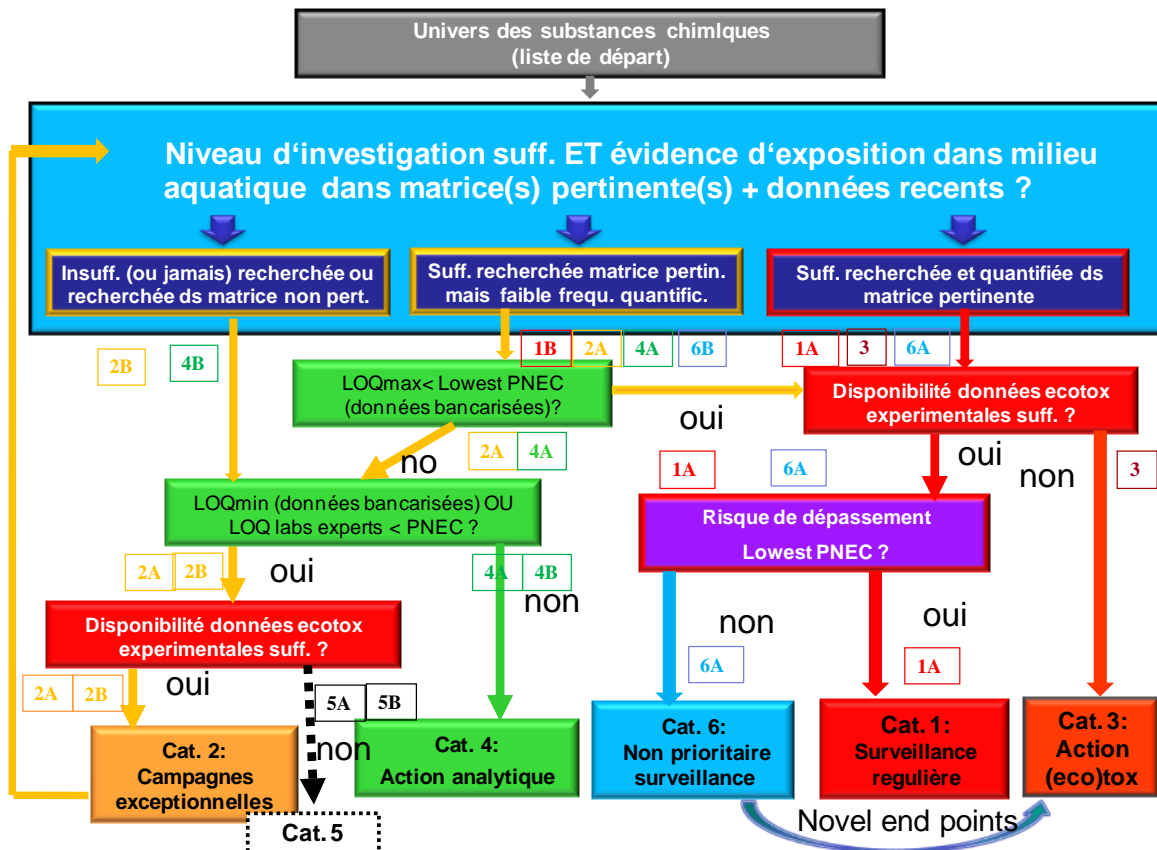 Univers des substances chimIques
(liste de départ)
Niveau d'investigation suff. ET évidence d'exposition dans milieu
aquatique dans matrice(s) pertinente(s) + données recents ?
Insuff. (ou jamais) recherchée ou
recherchée ds matrice non pert.
Suff. recherchée matrice pertin.
mais faible frequ. quantific.
Suff. recherchée et quantifiée ds
matrice pertinente
2B 4B
1B 2A 4A 6B
1A 3 6A
LOQmax< Lowest PNEC
(données bancarisées)?
oui
Disponibilité données ecotox
experimentales suff. ?
no
2A 4A
1A 6A
oui
non
3
LOQmin (données bancarisées) OU
LOQ labs experts < PNEC ?
Risque de dépassement
Lowest PNEC ?
2A 2B
oui
4A 4B
non
Disponibilité données ecotox
experimentales suff. ?
non
6A
oui
1A
2A 2B
oui
5A 5B
non
Cat. 2:
Campagnes
exceptionnelles
Cat. 5
Cat. 4:
Action analytique
Cat. 6:
Non prioritaire
surveillance
Cat. 1:
Surveillance
regulière
Cat. 3:
Action
(eco)tox
Novel end points